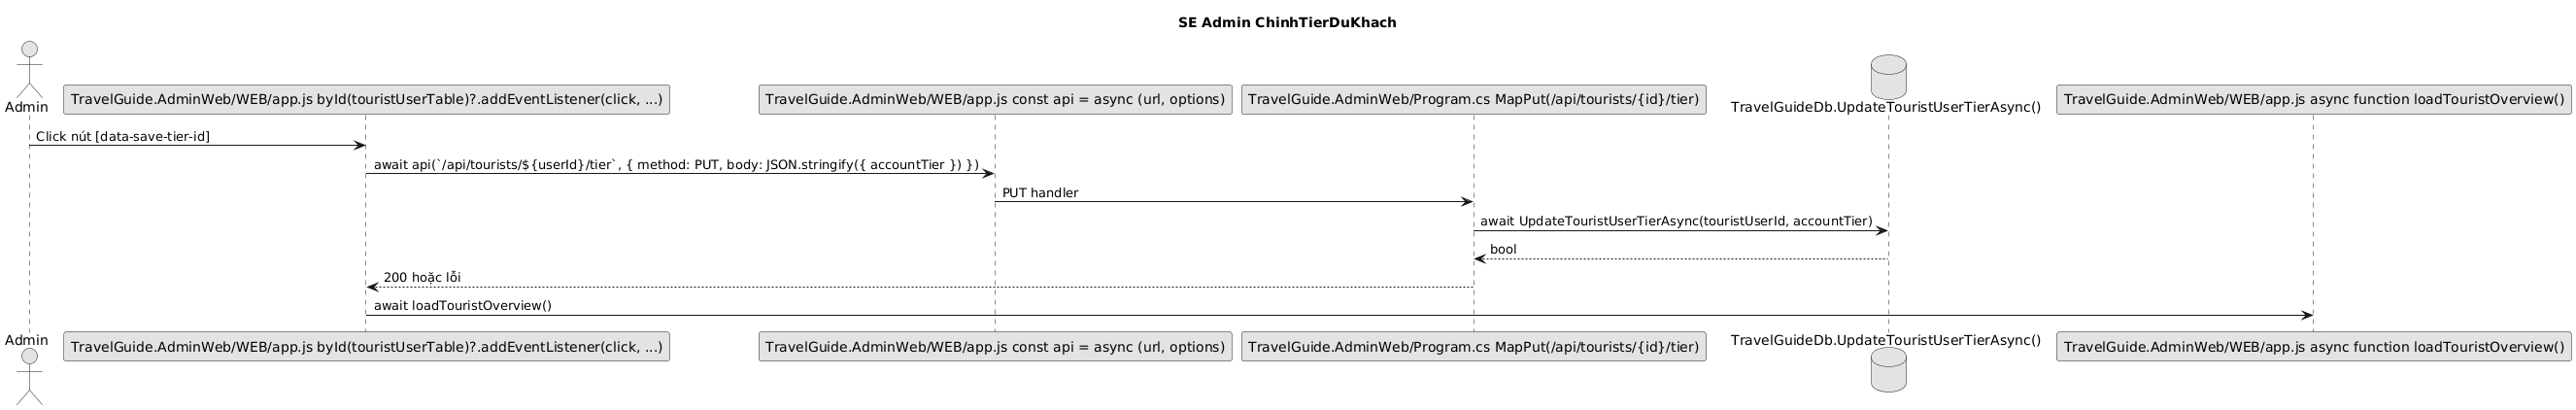 SE Admin ChinhTierDuKhach
Admin
TravelGuide.AdminWeb/WEB/app.js byId(touristUserTable)?.addEventListener(click, ...)
TravelGuide.AdminWeb/WEB/app.js const api = async (url, options)
TravelGuide.AdminWeb/Program.cs MapPut(/api/tourists/{id}/tier)
TravelGuideDb.UpdateTouristUserTierAsync()
TravelGuide.AdminWeb/WEB/app.js async function loadTouristOverview()
Click nút [data-save-tier-id]
await api(`/api/tourists/${userId}/tier`, { method: PUT, body: JSON.stringify({ accountTier }) })
PUT handler
await UpdateTouristUserTierAsync(touristUserId, accountTier)
bool
200 hoặc lỗi
await loadTouristOverview()
Admin
TravelGuide.AdminWeb/WEB/app.js byId(touristUserTable)?.addEventListener(click, ...)
TravelGuide.AdminWeb/WEB/app.js const api = async (url, options)
TravelGuide.AdminWeb/Program.cs MapPut(/api/tourists/{id}/tier)
TravelGuideDb.UpdateTouristUserTierAsync()
TravelGuide.AdminWeb/WEB/app.js async function loadTouristOverview()